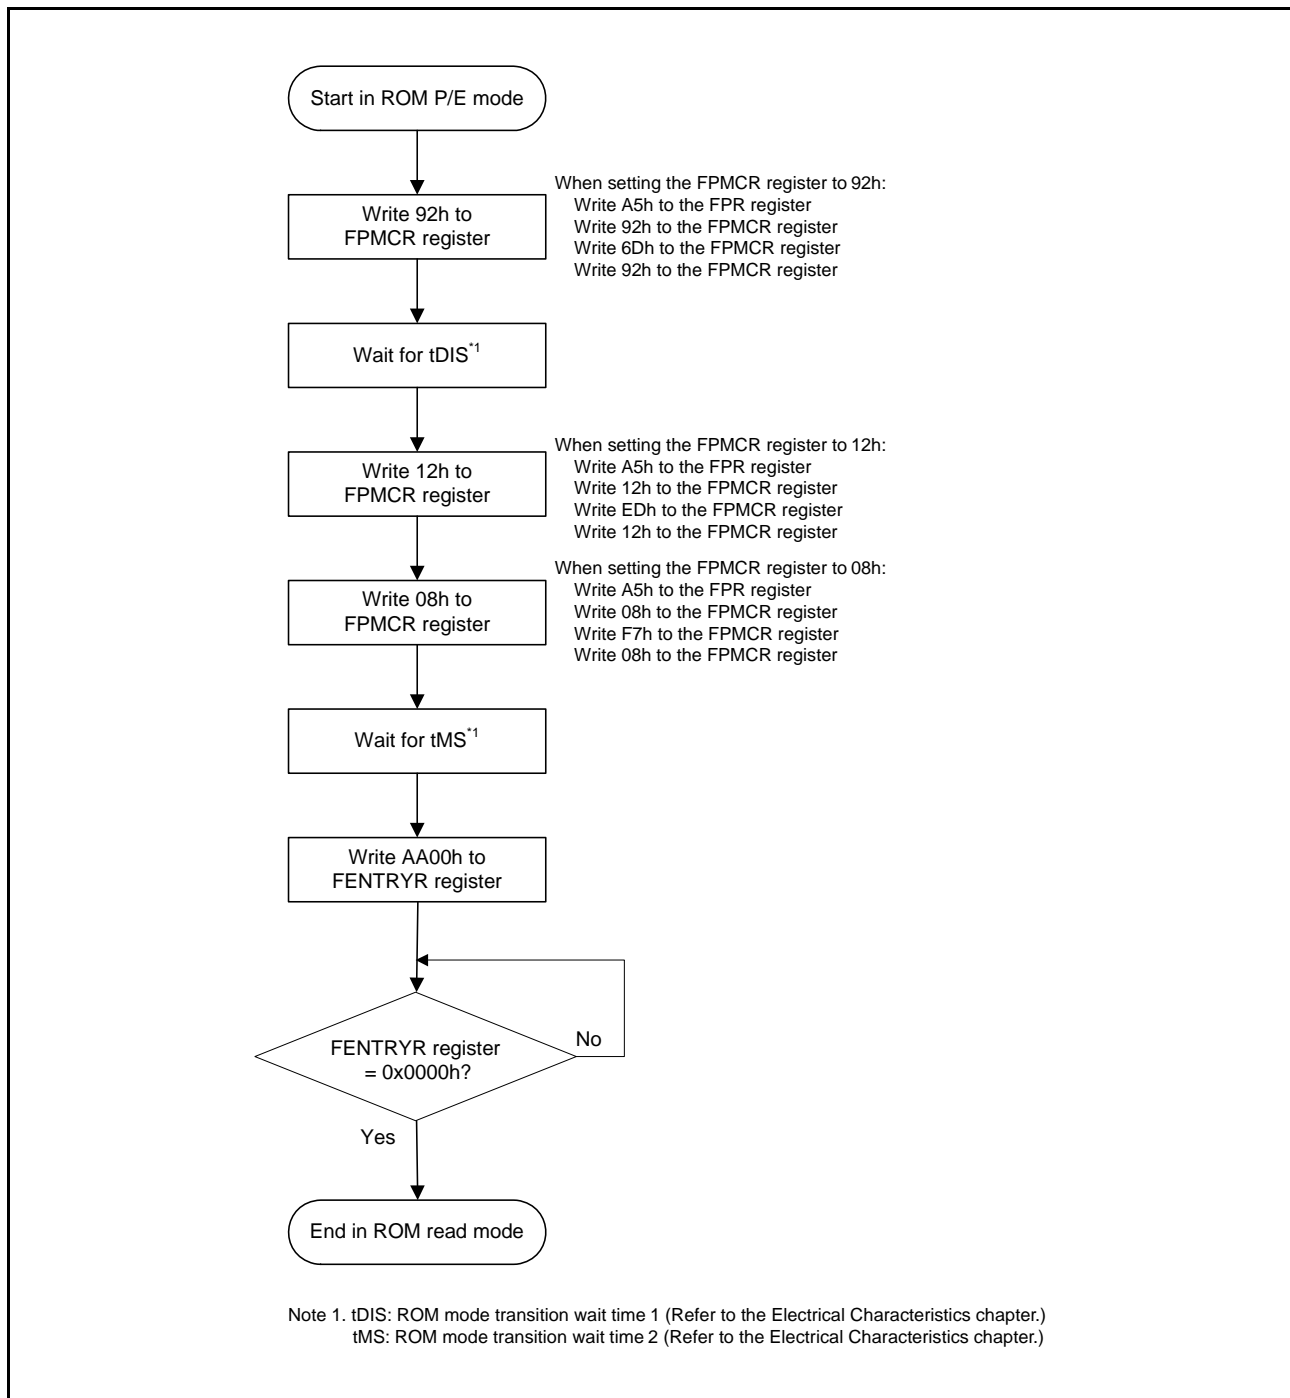 Start in ROM P/E mode
Write 92h to
FPMCR register
When setting the FPMCR register to 92h:
Write A5h to the FPR register
Write 92h to the FPMCR register
Write 6Dh to the FPMCR register
Write 92h to the FPMCR register
Wait for tDIS*1
Write 12h to
FPMCR register
When setting the FPMCR register to 12h:
Write A5h to the FPR register
Write 12h to the FPMCR register
Write EDh to the FPMCR register
Write 12h to the FPMCR register
Write 08h to
FPMCR register
When setting the FPMCR register to 08h:
Write A5h to the FPR register
Write 08h to the FPMCR register
Write F7h to the FPMCR register
Write 08h to the FPMCR register
Wait for tMS*1
Write AA00h to
FENTRYR register
FENTRYR register
= 0x0000h?
No
Yes
End in ROM read mode
Note 1. tDIS: ROM mode transition wait time 1 (Refer to the Electrical Characteristics chapter.)
tMS: ROM mode transition wait time 2 (Refer to the Electrical Characteristics chapter.)